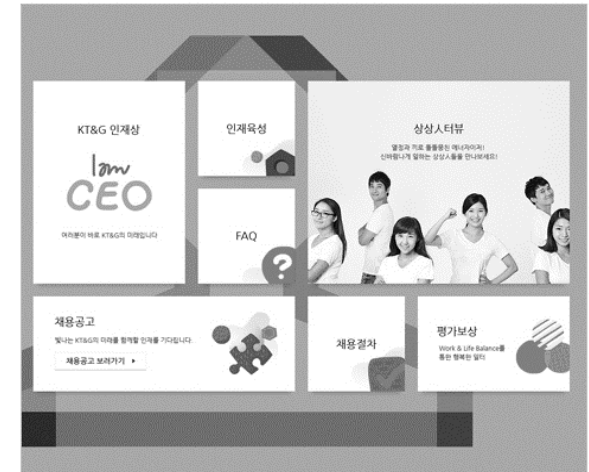 KT&G 인재상
I am
CEO
여러분이 바로 KT&G의 미래입니다
인재육성
FAQ
?
상상人터뷰
열정과 끼로 똘똘뭉친 에너자이저!
신바람나게 일하는 상상人들을 만나보세요!
채용공고
빛나는 KT&G의 미래를 함께할 인재를 기다립니다.
채용공고 보러가기
채용절차
평가보상
Work & Life Balance를
통한 행복한 일터